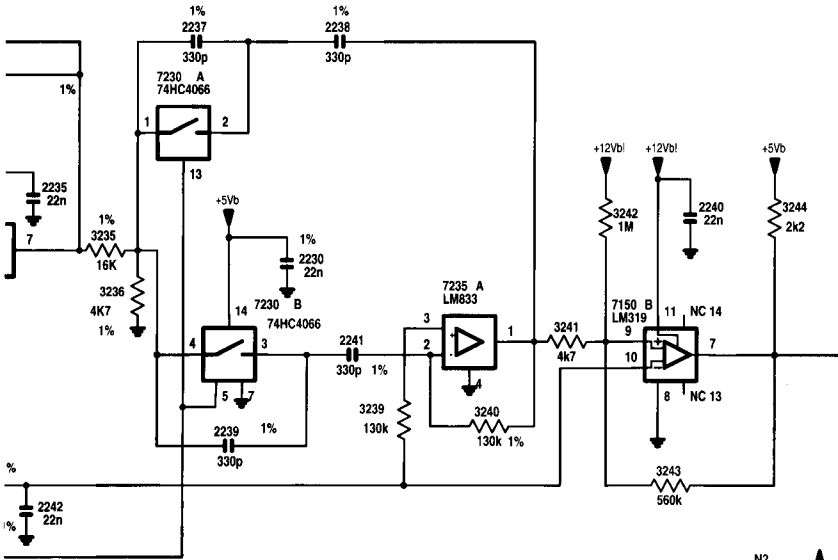 1%
2237
330p
1%
2238
330p
7230 A
74HC4066
1%
1
2
13
2235
22n
7
1%
3235
16K
3236
4K7
1%
+5Vb
1%
2230
22n
14
7230 B
74HC4066
4
3
5
7
2241
330p
1%
2239
330p
1%
7235 A
LM833
3
+
2
-
1
4
3239
130k
3240
130k 1%
3241
4k7
+12Vb!
+12Vb!
+5Vb
3242
1M
2240
22n
3244
2k2
7150 B
LM319
11
NC 14
9
+
10
-
7
8
NC 13
3243
560k
%
2242
22n
1%
N2